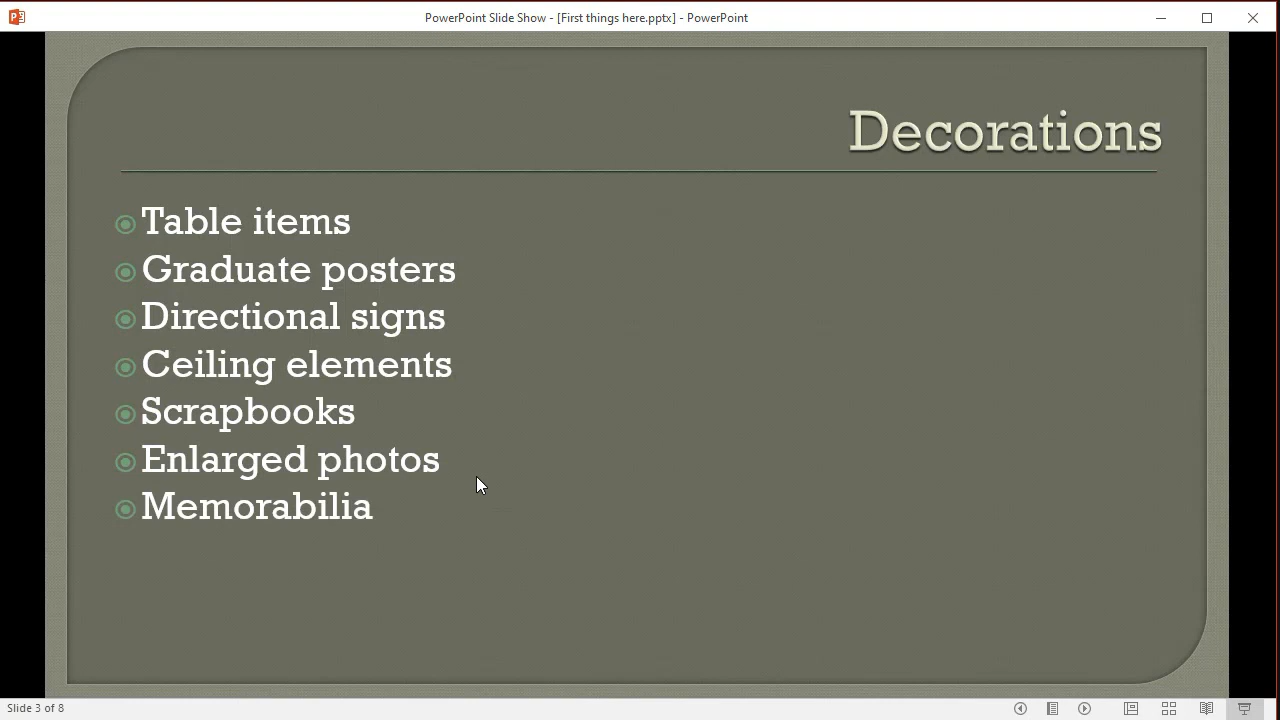 PowerPoint Slide Show - [First things here.pptx] - PowerPoint
Decorations
Table items
Graduate posters
Directional signs
Ceiling elements
Scrapbooks
Enlarged photos
Memorabilia
Slide 3 of 8